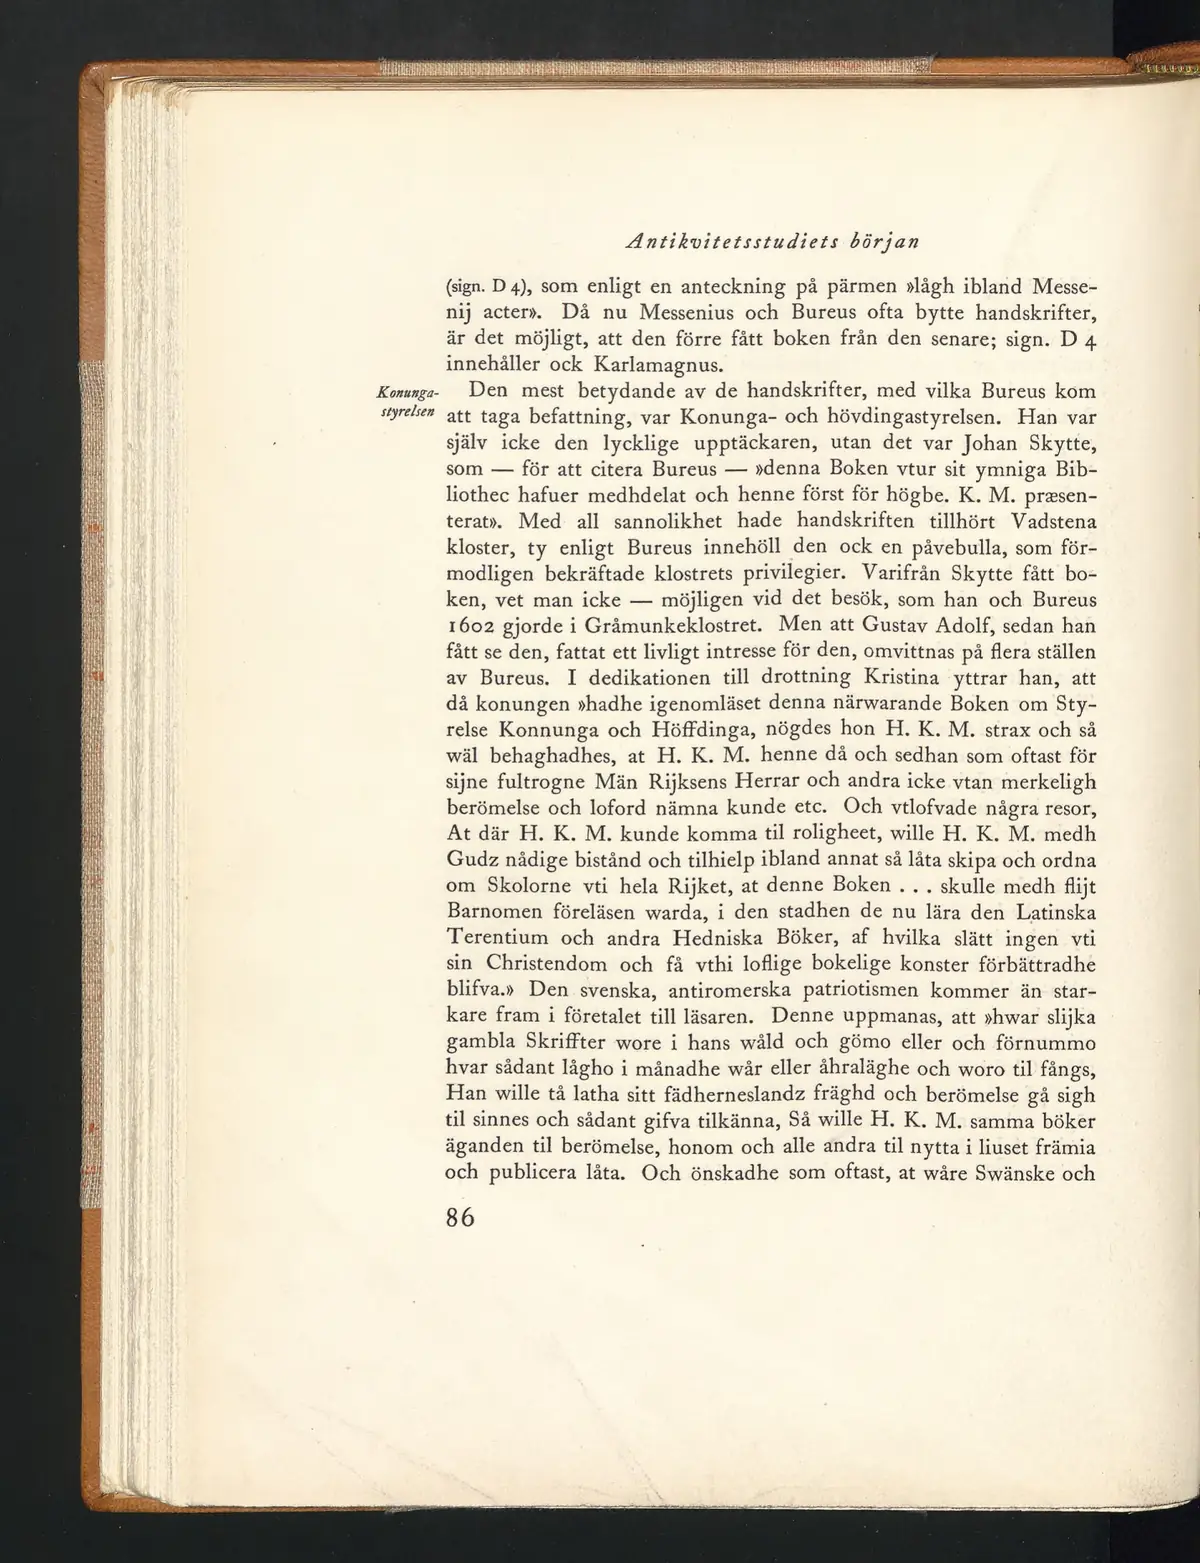 Antikvitetsstudiets början
(sign. D 4), som enligt en anteckning på pärmen »lågh ibland Messe-
nij acter». Då nu Messenius och Bureus ofta bytte handskrifter,
är det möjligt, att den förre fått boken från den senare; sign. D 4
innehåller ock Karlamagnus.
Konunga-
styrelsen
Den mest betydande av de handskrifter, med vilka Bureus kom
att taga befattning, var Konunga- och hövdingastyrelsen. Han var
själv icke den lycklige upptäckaren, utan det var Johan Skytte,
som — för att citera Bureus — »denna Boken vtur sit ymniga Bib-
liothec hafuer medhdelat och henne först för högbe. K. M. præsen-
terat». Med all sannolikhet hade handskriften tillhört Vadstena
kloster, ty enligt Bureus innehöll den ock en påvebulla, som för-
modligen bekräftade klostrets privilegier. Varifrån Skytte fått bo-
ken, vet man icke — möjligen vid det besök, som han och Bureus
1602 gjorde i Gråmunkeklostret. Men att Gustav Adolf, sedan han
fått se den, fattat ett livligt intresse för den, omvittnas på flera ställen
av Bureus. I dedikationen till drottning Kristina yttrar han, att
då konungen »hadhe igenomläset denna närwarande Boken om Sty-
relse Konnunga och Höffdinga, nögdes hon H. K. M. strax och så
wäl behaghadhes, at H. K. M. henne då och sedhan som oftast för
sijne fultrogne Män Rijksens Herrar och andra icke vtan merkeligh
berömelse och loford nämna kunde etc. Och vtlofvade några resor,
At där H. K. M. kunde komma til roligheet, wille H. K. M. medh
Gudz nådige bistånd och tilhielp ibland annat så låta skipa och ordna
om Skolorne vti hela Rijket, at denne Boken . . . skulle medh flijt
Barnomen föreläsen warda, i den stadhen de nu lära den Latinska
Terentium och andra Hedniska Böker, af hvilka slätt ingen vti
sin Christendom och få vthi loflige bokelige konster förbättradhe
blifva.» Den svenska, antiromerska patriotismen kommer än star-
kare fram i företalet till läsaren. Denne uppmanas, att »hwar slijka
gambla Skriffter wore i hans wåld och gömo eller och förnummo
hvar sådant lågho i månadhe wår eller åhraläghe och woro til fångs,
Han wille tå latha sitt fädherneslandz fräghd och berömelse gå sigh
til sinnes och sådant gifva tilkänna, Så wille H. K. M. samma böker
äganden til berömelse, honom och alle andra til nytta i liuset främia
och publicera låta. Och önskadhe som oftast, at wåre Swänske och
86